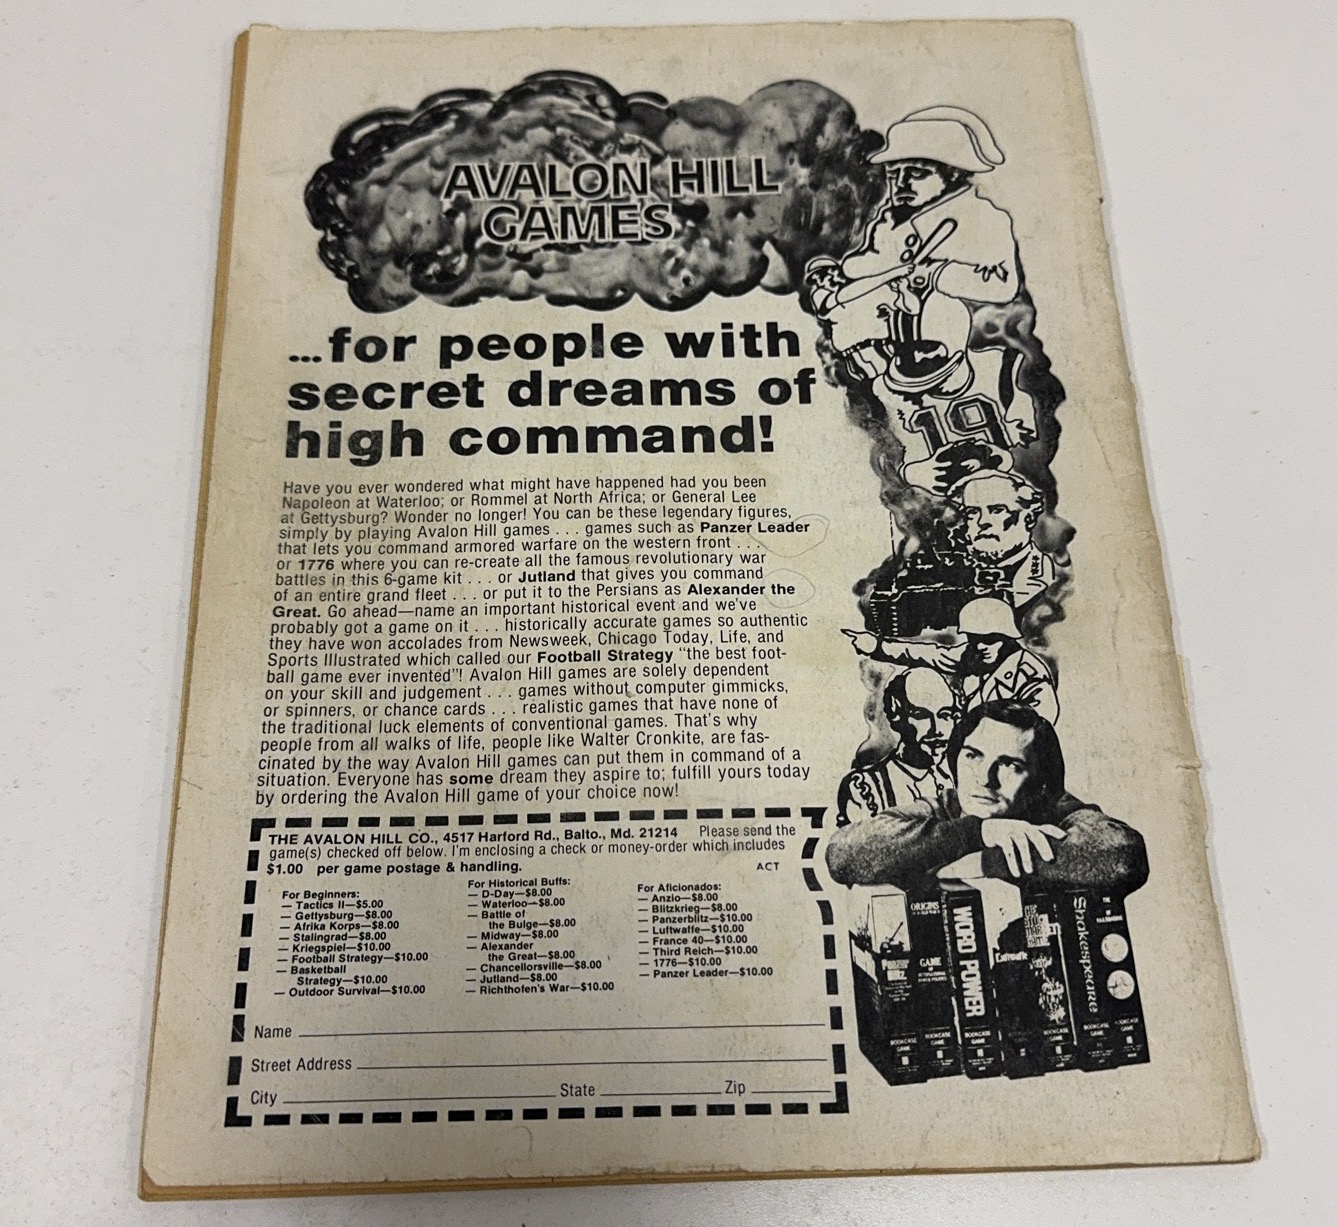 AVALON HILL
GAMES
...for people with
secret dreams of
high command!
Have you ever wondered what might have happened had you been
Napoleon at Waterloo; or Rommel at North Africa; or General Lee
at Gettysburg? Wonder no longer! You can be these legendary figures,
simply by playing Avalon Hill games . . . games such as Panzer Leader
that lets you command armored warfare on the western front . . .
or 1776 where you can re-create all the famous revolutionary war
battles in this 6-game kit . . . or Jutland that gives you command
of an entire grand fleet . . . or put it to the Persians as Alexander the
Great. Go ahead—name an important historical event and we've
probably got a game on it . . . historically accurate games so authentic
they have won accolades from Newsweek, Chicago Today, Life, and
Sports Illustrated which called our Football Strategy "the best foot-
ball game ever invented"! Avalon Hill games are solely dependent
on your skill and judgement . . . games without computer gimmicks,
or spinners, or chance cards . . . realistic games that have none of
the traditional luck elements of conventional games. That's why
people from all walks of life, people like Walter Cronkite, are fas-
cinated by the way Avalon Hill games can put them in command of a
situation. Everyone has some dream they aspire to; fulfill yours today
by ordering the Avalon Hill game of your choice now!
THE AVALON HILL CO., 4517 Harford Rd., Balto., Md. 21214 Please send the
game(s) checked off below. I'm enclosing a check or money-order which includes
$1.00 per game postage & handling. ACT
For Beginners:
— Tactics II—$5.00
— Gettysburg—$8.00
— Afrika Korps—$8.00
— Stalingrad—$8.00
— Kriegspiel—$10.00
— Football Strategy—$10.00
— Basketball
Strategy—$10.00
— Outdoor Survival—$10.00
For Historical Buffs:
— D-Day—$8.00
— Waterloo—$8.00
— Battle of
the Bulge—$8.00
— Midway—$8.00
— Alexander
the Great—$8.00
— Chancellorsville—$8.00
— Jutland—$8.00
— Richthofen's War—$10.00
For Aficionados:
— Anzio—$8.00
— Blitzkrieg—$8.00
— Panzerblitz—$10.00
— Luftwaffe—$10.00
— France 40—$10.00
— Third Reich—$10.00
— 1776—$10.00
— Panzer Leader—$10.00
Name
Street Address
City State Zip
19
PANZER
BLITZ
ORIGINS
GAME
BOOKCASE
GAME
BOOKCASE
GAME
WORD POWER
BOOKCASE
GAME
Luftwaffe
BOOKCASE
GAME
Shakespeare
BOOKCASE
GAME
BOOKCASE
GAME